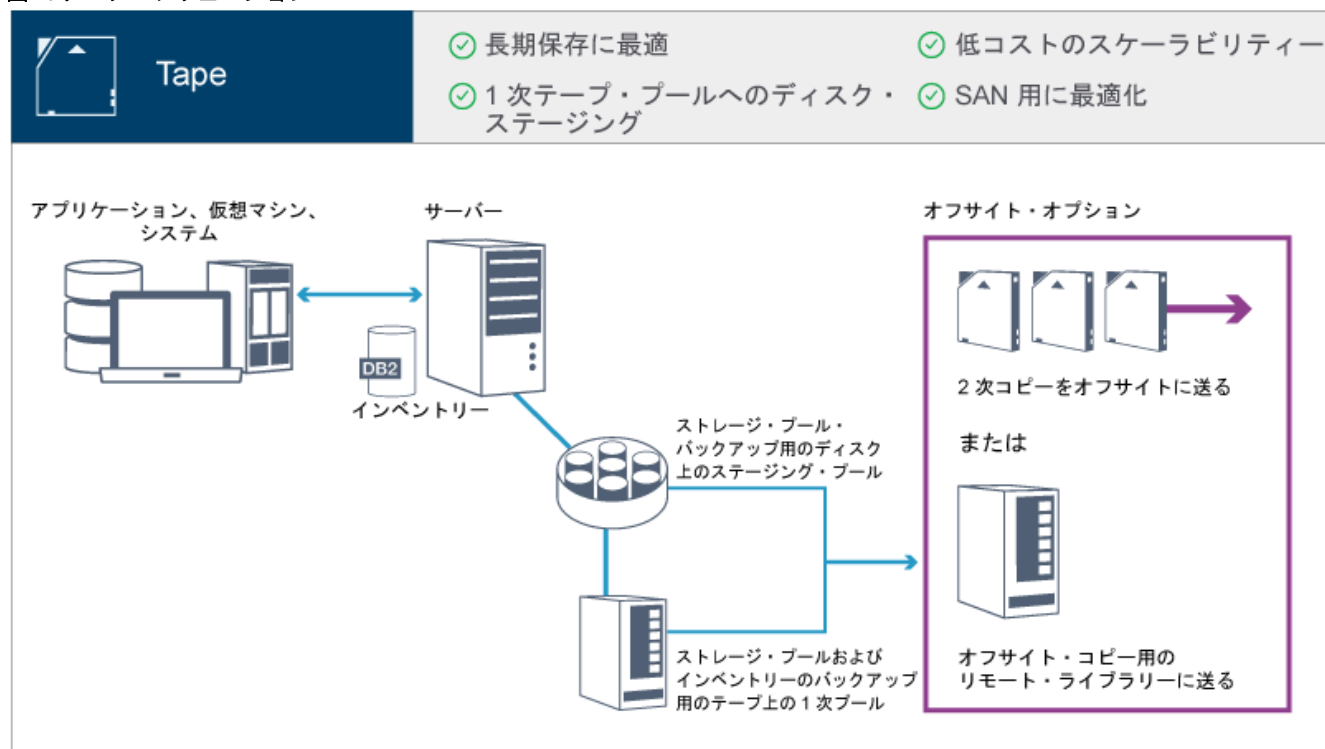 Tape
長期保存に最適
低コストのスケーラビリティー
1 次テープ・プールへのディスク・
ステージング
SAN 用に最適化
アプリケーション、仮想マシン、
システム
サーバー
オフサイト・オプション
DB2
インベントリー
2 次コピーをオフサイトに送る
ストレージ・プール・
バックアップ用のディスク
上のステージング・プール
または
ストレージ・プールおよび
インベントリーのバックアップ
用のテープ上の 1 次プール
オフサイト・コピー用の
リモート・ライブラリーに送る